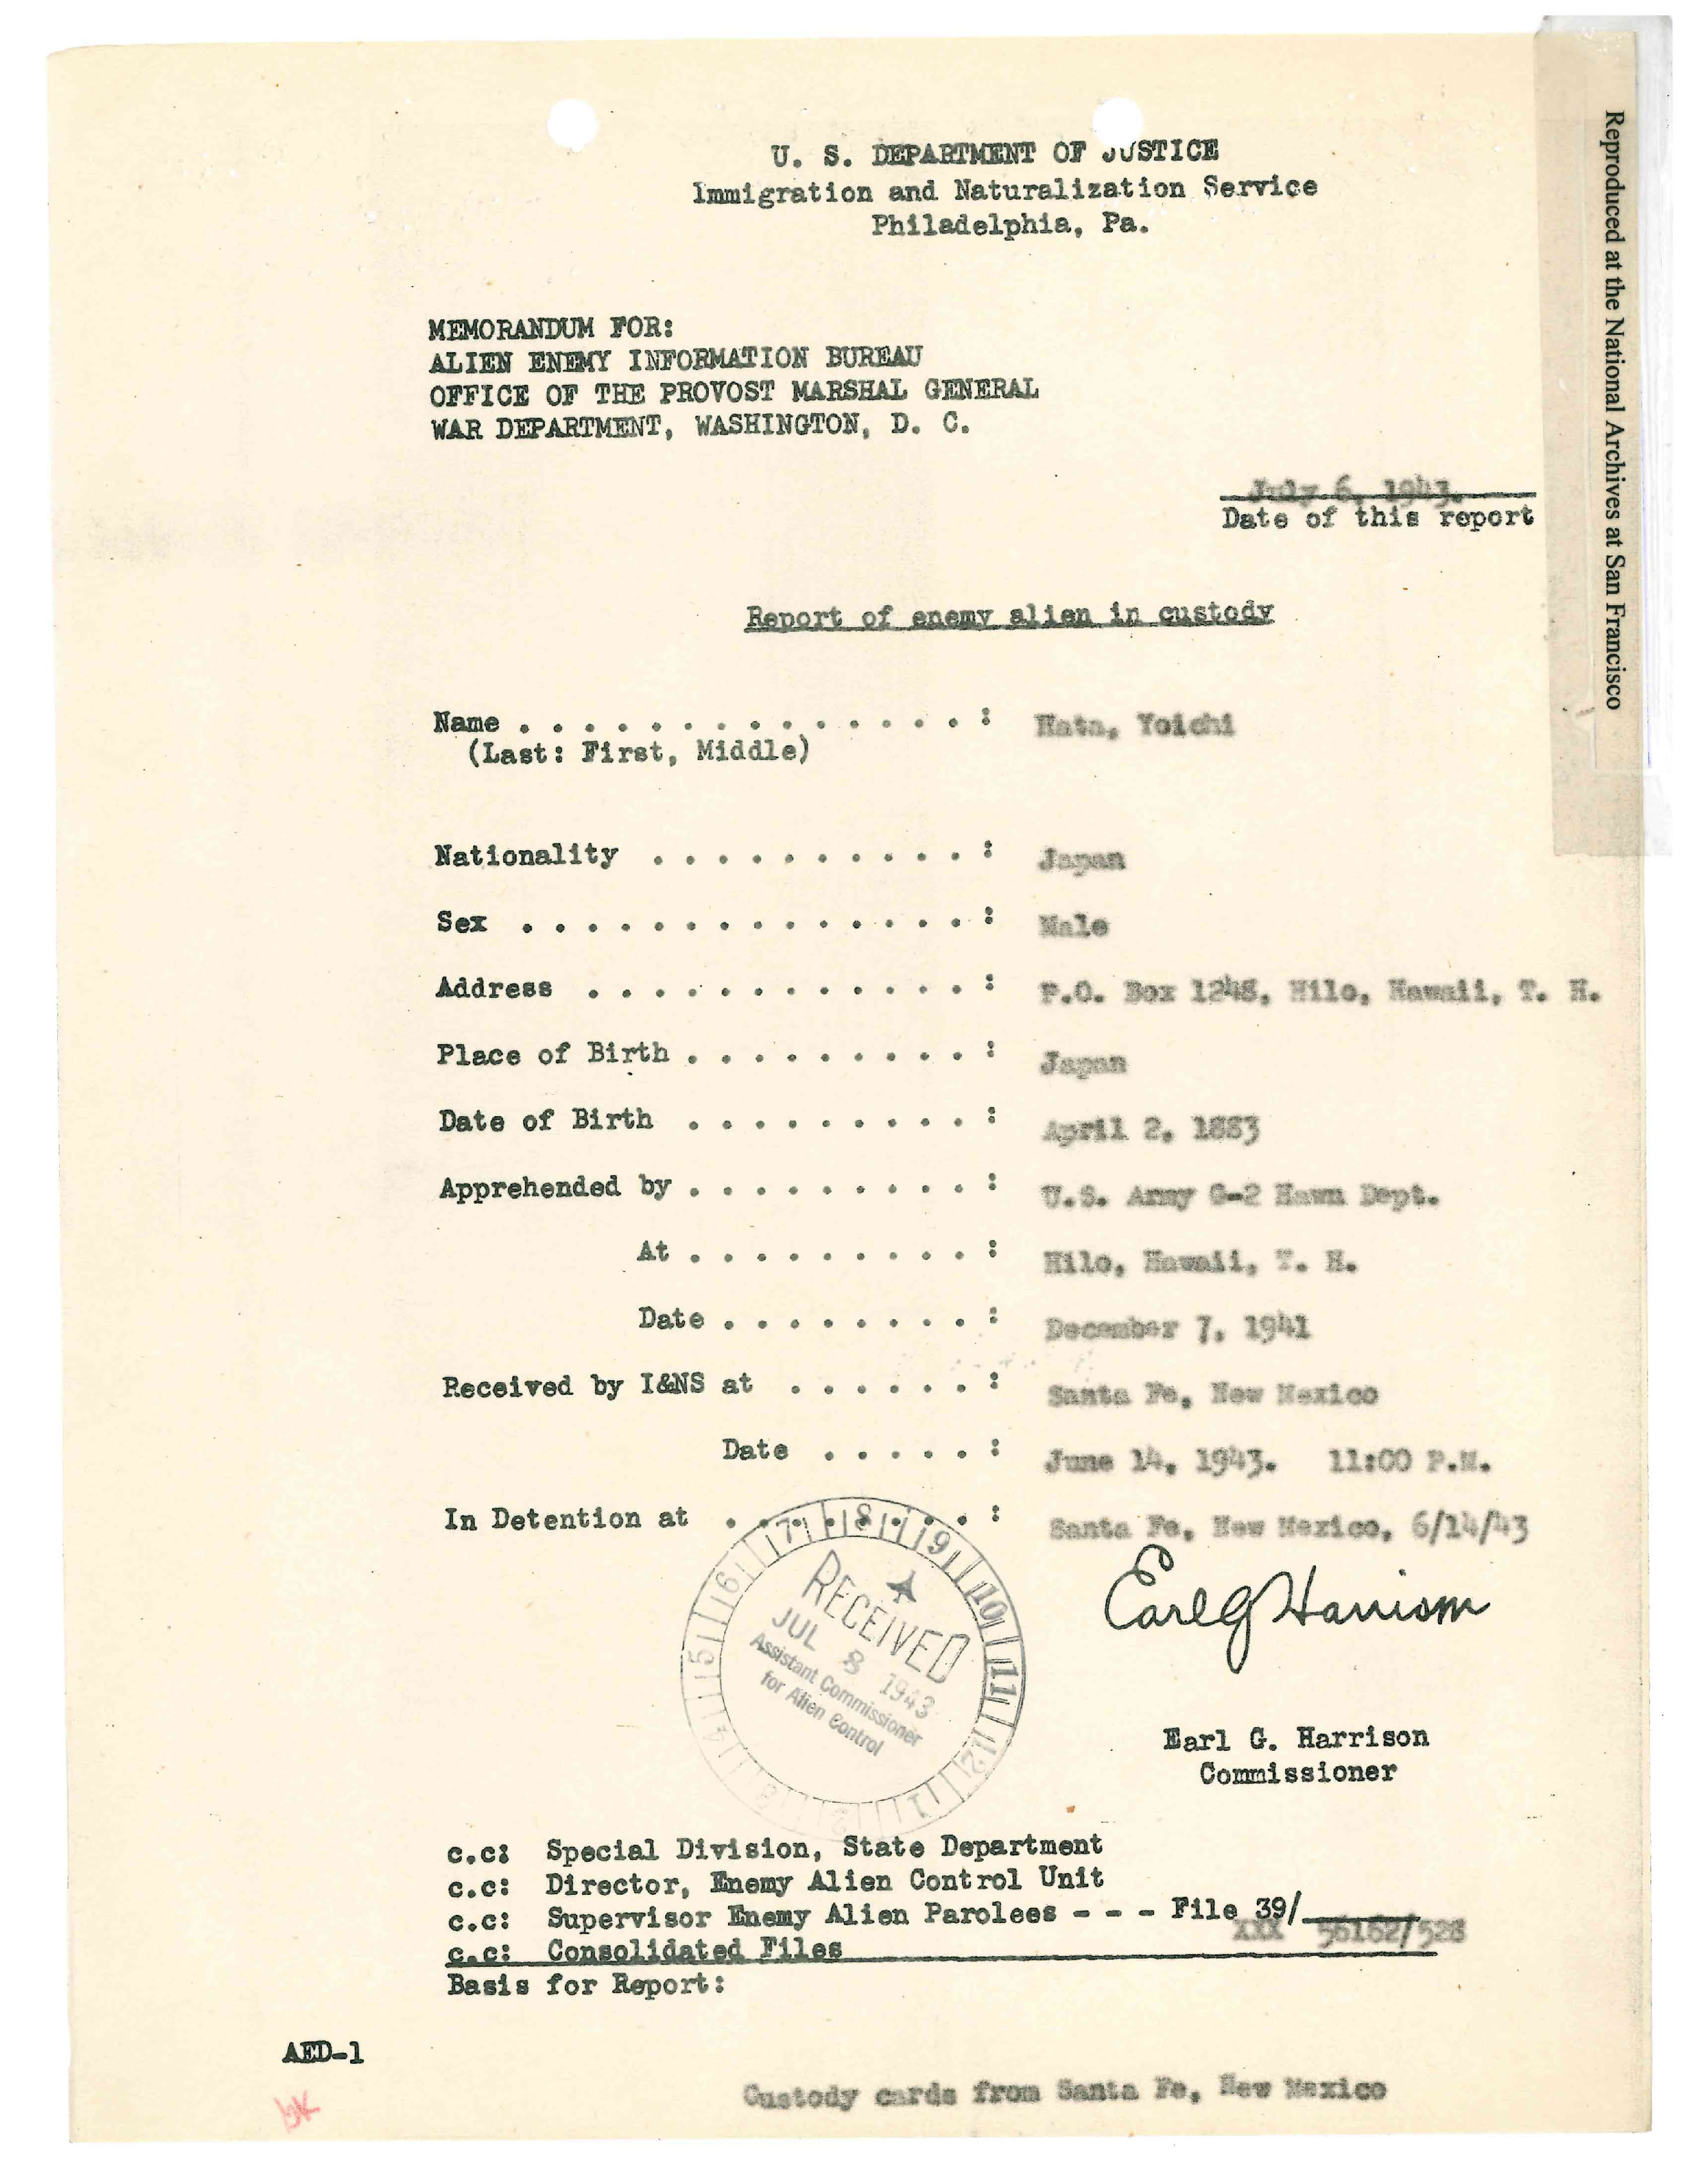 U. S. DEPARTMENT OF JUSTICE
Immigration and Naturalization Service
Philadelphia, Pa.
MEMORANDUM FOR:
ALIEN ENEMY INFORMATION BUREAU
OFFICE OF THE PROVOST MARSHAL GENERAL
WAR DEPARTMENT, WASHINGTON, D. C.
July 6, 1943.
Date of this report
Report of enemy alien in custody
Name . . . . . . . . . . . . . . . : Hata, Yoichi
(Last: First, Middle)
Nationality . . . . . . . . . . : Japan
Sex . . . . . . . . . . . . . . : Male
Address . . . . . . . . . . . . : P.O. Box 1248, Hilo, Hawaii, T. H.
Place of Birth . . . . . . . . . : Japan
Date of Birth . . . . . . . . . : April 2, 1883
Apprehended by . . . . . . . . . : U.S. Army G-2 Hawn Dept.
At . . . . . . . . . : Hilo, Hawaii, T. H.
Date . . . . . . . . : December 7, 1941
Received by I&NS at . . . . . . : Santa Fe, New Mexico
Date . . . . . : June 14, 1943. 11:00 P.M.
In Detention at . . . . . . . . : Santa Fe, New Mexico, 6/14/43
7 8 9 10 11 12 1 2 3 4 5 6
RECEIVED
JUL 8 1943
Assistant Commissioner
for Alien Control
Earl G Harrison
Earl G. Harrison
Commissioner
c.c: Special Division, State Department
c.c: Director, Enemy Alien Control Unit
c.c: Supervisor Enemy Alien Parolees - - - File 39/
XXX 56162/528
c.c: Consolidated Files
Basis for Report:
AED-1
bk
Custody cards from Santa Fe, New Mexico
Reproduced at the National Archives at San Francisco